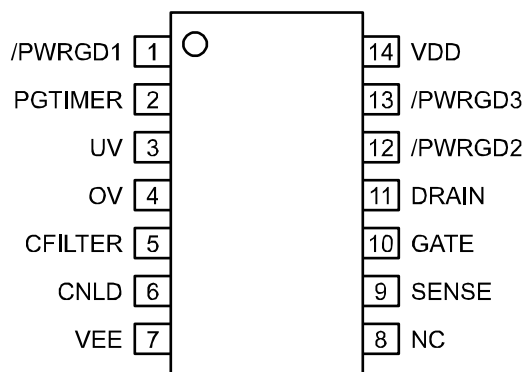 /PWRGD1 1 14 VDD
PGTIMER 2 13 /PWRGD3
UV 3 12 /PWRGD2
OV 4 11 DRAIN
CFILTER 5 10 GATE
CNLD 6 9 SENSE
VEE 7 8 NC